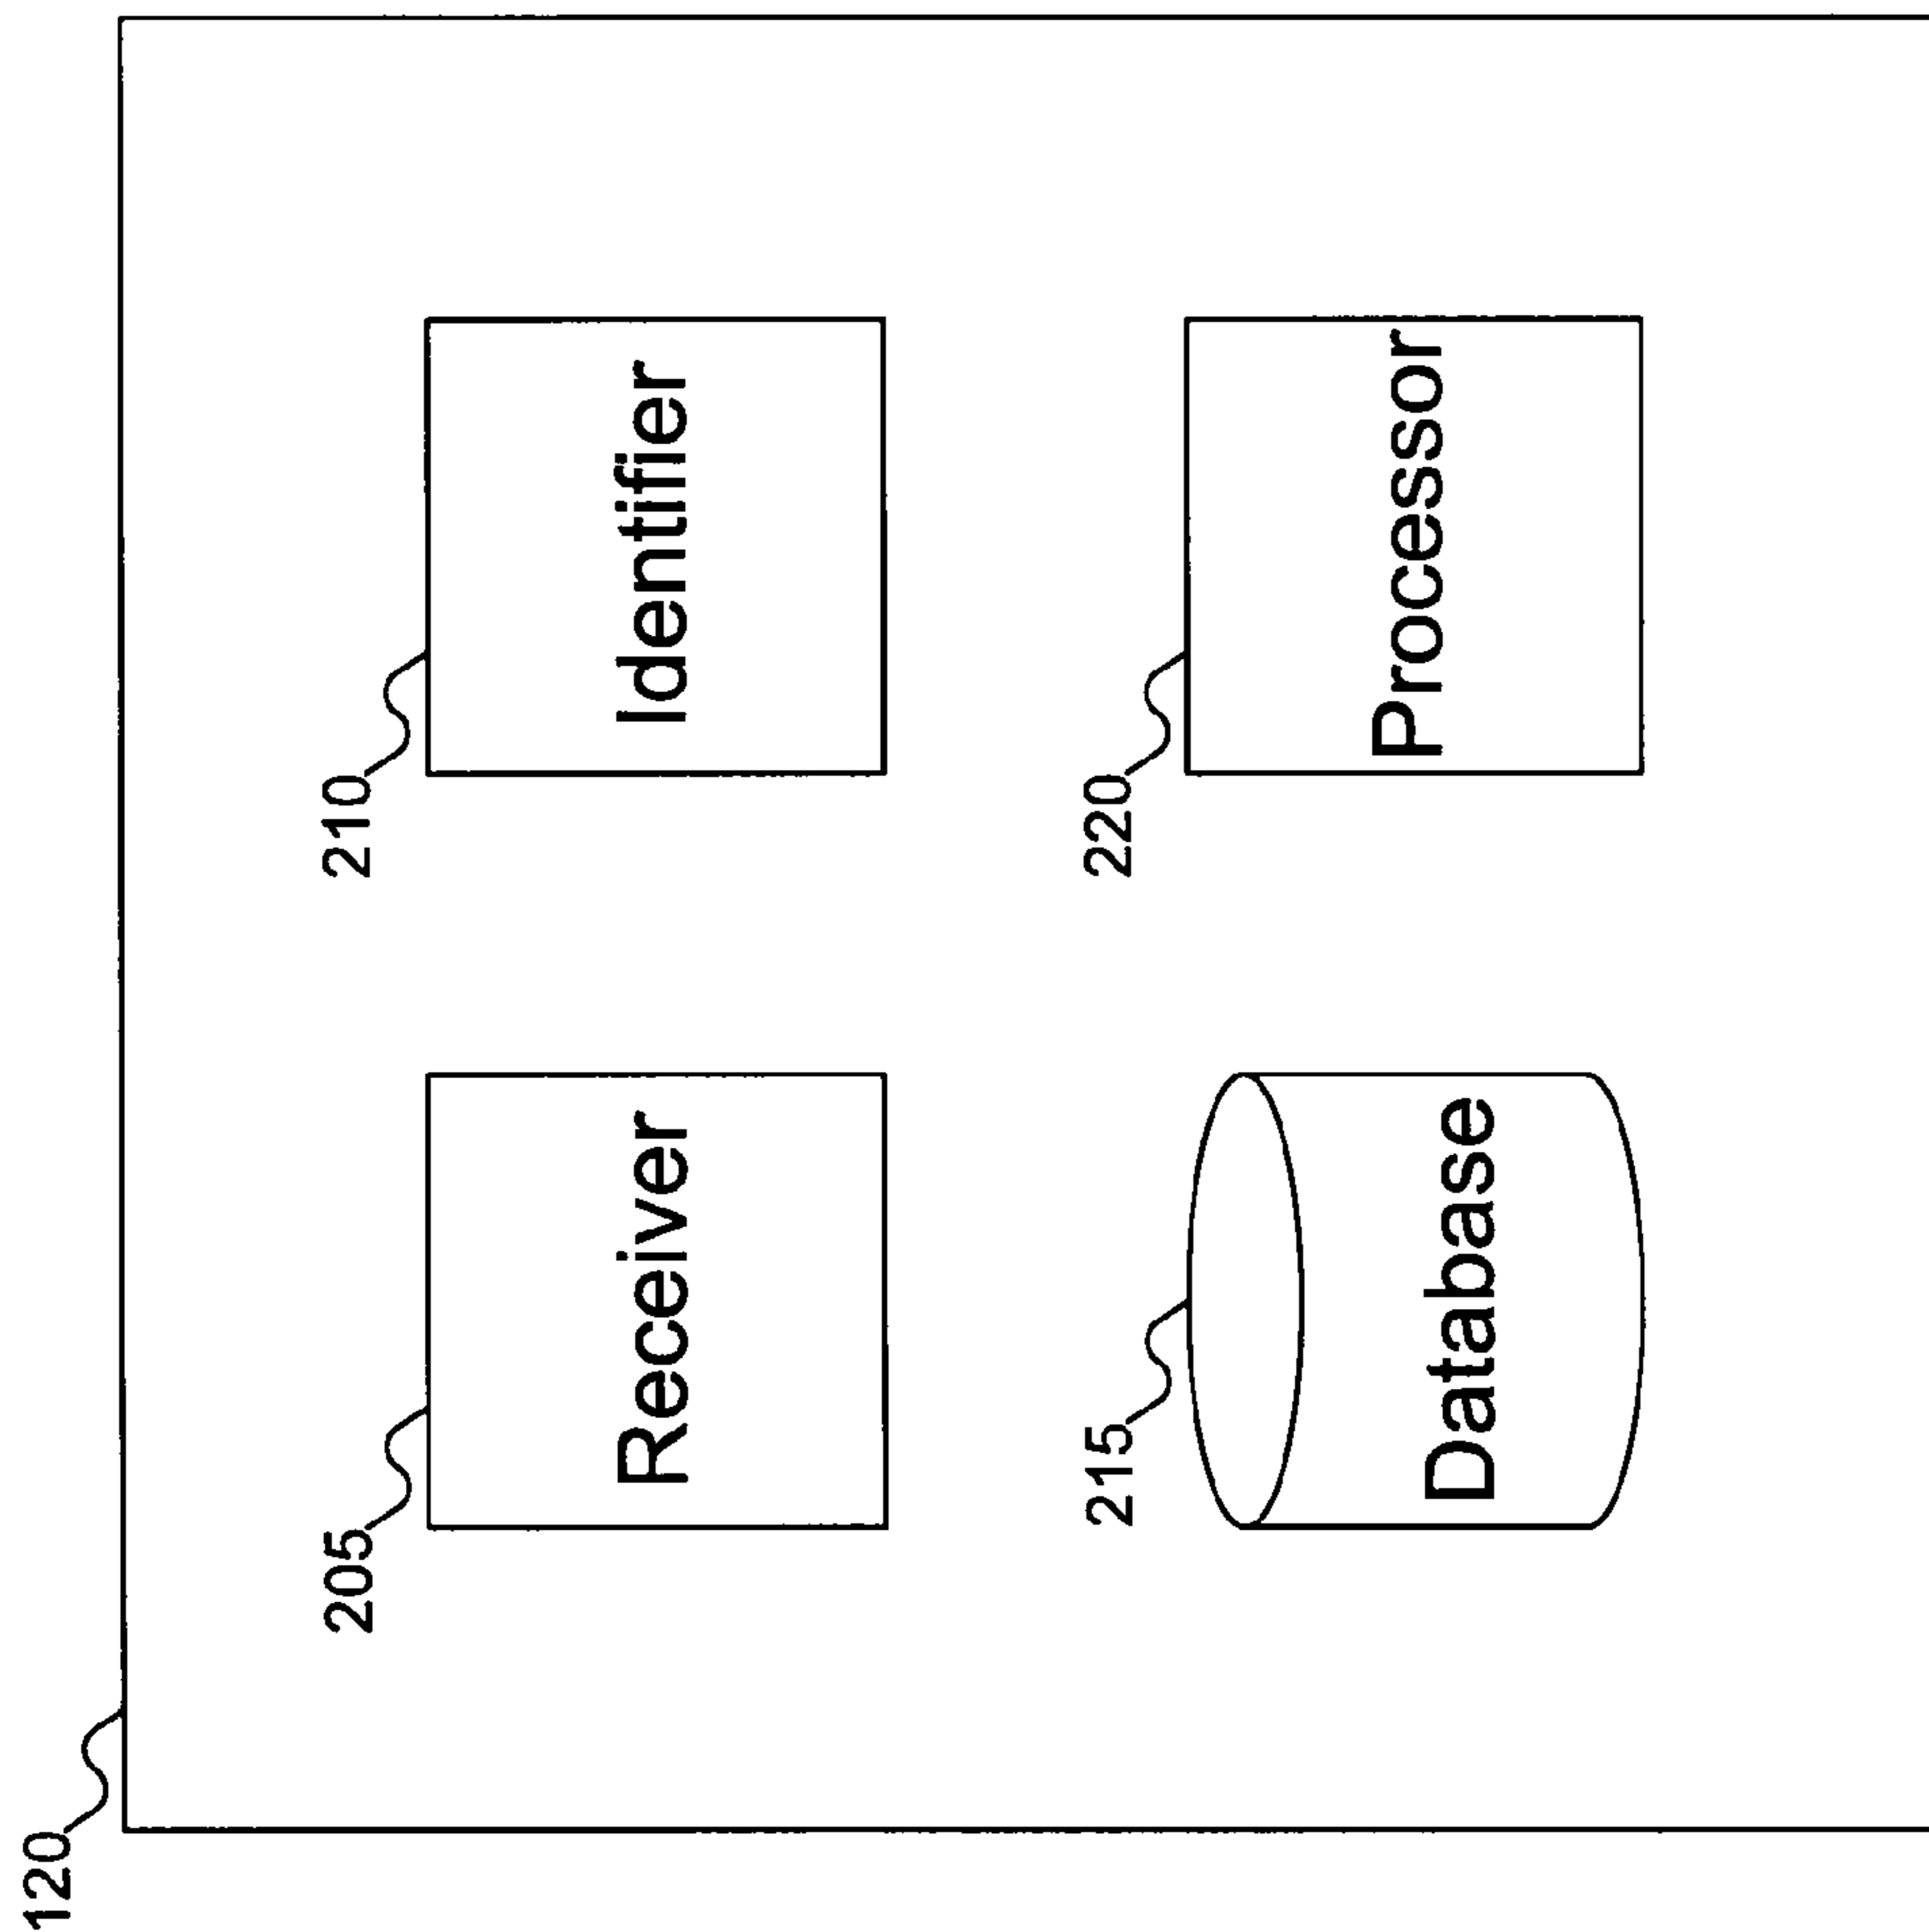 120
205
Receiver
210
Identifier
215
Database
220
Processor